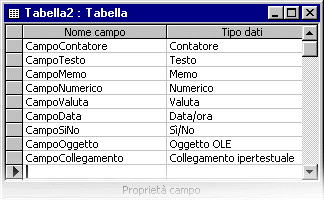 Tabella2 : Tabella
Nome campo Tipo dati
CampoContatore Contatore
CampoTesto Testo
CampoMemo Memo
CampoNumerico Numerico
CampoValuta Valuta
CampoData Data/ora
CampoSiNo Sì/No
CampoOggetto Oggetto OLE
CampoCollegamento Collegamento ipertestuale
Proprietà campo